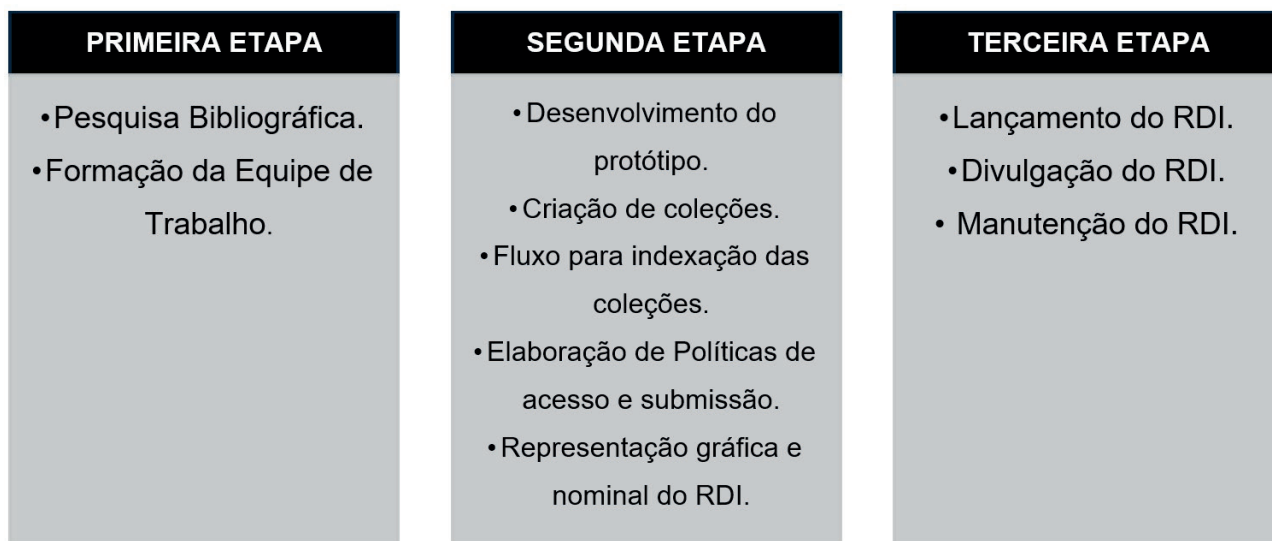 PRIMEIRA ETAPA
•Pesquisa Bibliográfica.
•Formação da Equipe de
Trabalho.
SEGUNDA ETAPA
•Desenvolvimento do
protótipo.
•Criação de coleções.
•Fluxo para indexação das
coleções.
•Elaboração de Políticas de
acesso e submissão.
•Representação gráfica e
nominal do RDI.
TERCEIRA ETAPA
•Lançamento do RDI.
•Divulgação do RDI.
• Manutenção do RDI.